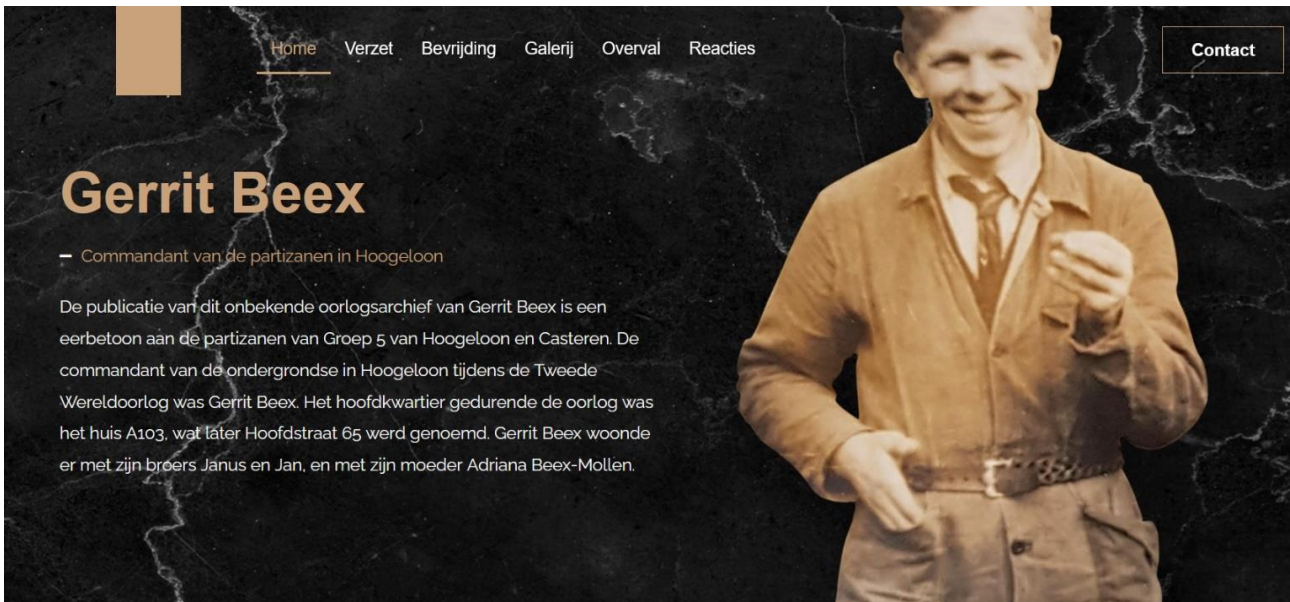 Home Verzet Bevrijding Galerij Overval Reacties Contact
Gerrit Beex
Commandant van de partizanen in Hoogeloon
De publicatie van dit onbekende oorlogsarchief van Gerrit Beex is een
eerbetoon aan de partizanen van Groep 5 van Hoogeloon en Casteren. De
commandant van de ondergrondse in Hoogeloon tijdens de Tweede
Wereldoorlog was Gerrit Beex. Het hoofdkwartier gedurende de oorlog was
het huis A103, wat later Hoofdstraat 65 werd genoemd. Gerrit Beex woonde
er met zijn broers Janus en Jan, en met zijn moeder Adriana Beex-Mollen.